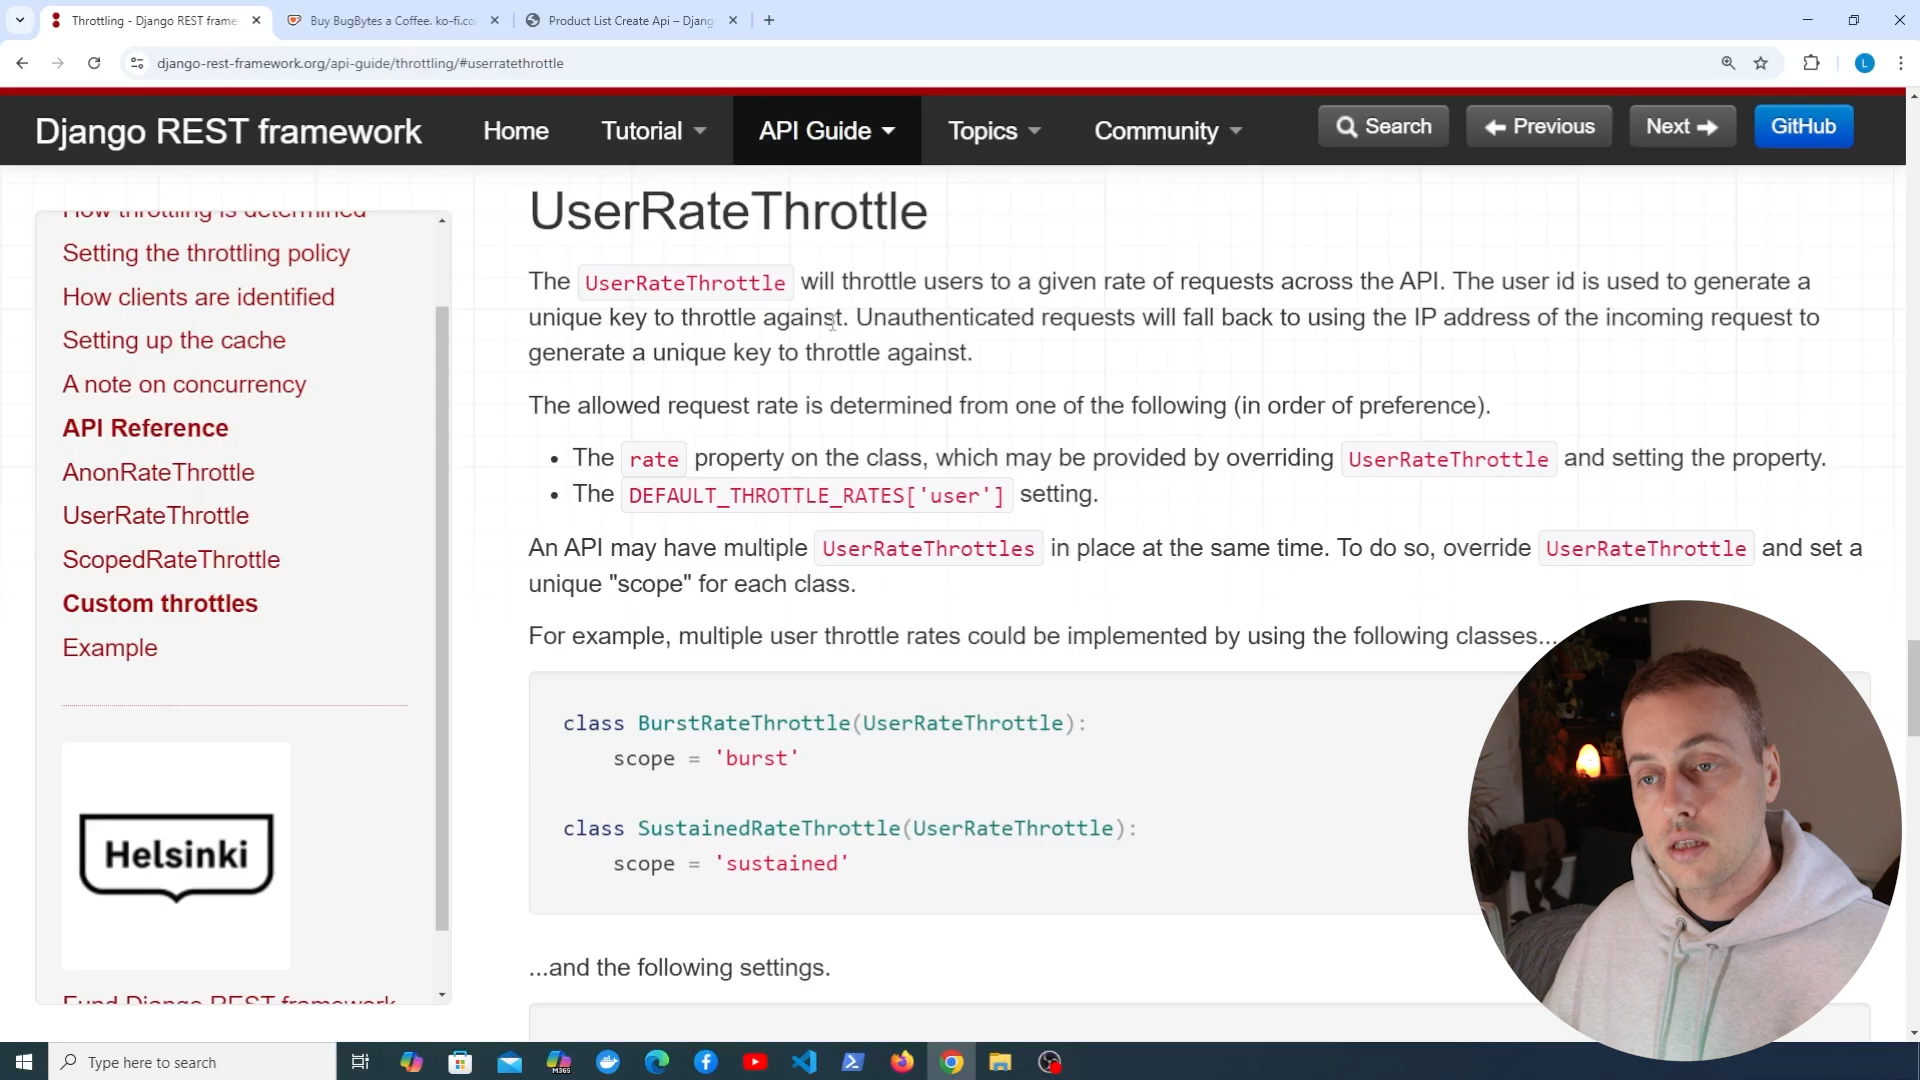 Throttling - Django REST frame
Buy BugBytes a Coffee. ko-fi.co
Product List Create Api – Djang
django-rest-framework.org/api-guide/throttling/#userratethrottle
L
Django REST framework
Home
Tutorial
API Guide
Topics
Community
Search
Previous
Next
GitHub
How throttling is determined
Setting the throttling policy
How clients are identified
Setting up the cache
A note on concurrency
API Reference
AnonRateThrottle
UserRateThrottle
ScopedRateThrottle
Custom throttles
Example
Helsinki
Fund Django REST framework
UserRateThrottle
The UserRateThrottle will throttle users to a given rate of requests across the API. The user id is used to generate a
unique key to throttle against. Unauthenticated requests will fall back to using the IP address of the incoming request to
generate a unique key to throttle against.
The allowed request rate is determined from one of the following (in order of preference).
• The rate property on the class, which may be provided by overriding UserRateThrottle and setting the property.
• The DEFAULT_THROTTLE_RATES['user'] setting.
An API may have multiple UserRateThrottles in place at the same time. To do so, override UserRateThrottle and set a
unique "scope" for each class.
For example, multiple user throttle rates could be implemented by using the following classes...
class BurstRateThrottle(UserRateThrottle):
scope = 'burst'
class SustainedRateThrottle(UserRateThrottle):
scope = 'sustained'
...and the following settings.
Type here to search
M365